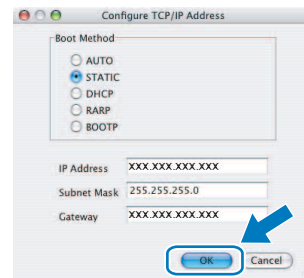 Configure TCP/IP Address
Boot Method
AUTO
STATIC
DHCP
RARP
BOOTP
IP Address XXX.XXX.XXX.XXX
Subnet Mask 255.255.255.0
Gateway XXX.XXX.XXX.XXX
OK Cancel